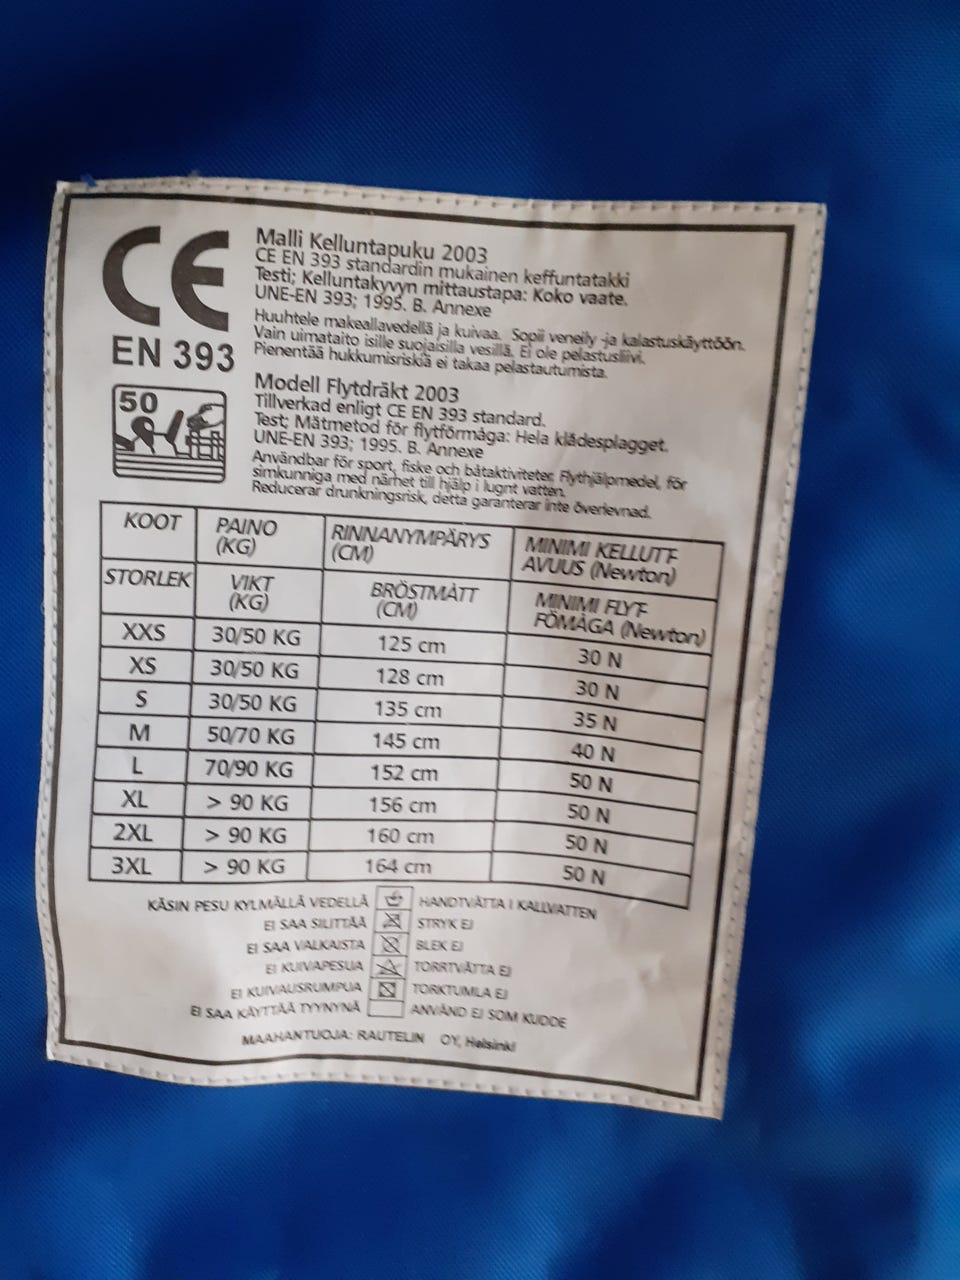 CE
EN 393
50
Malli Kelluntapuku 2003
CE EN 393 standardin mukainen keffuntatakki
Testi; Kelluntakyvyn mittaustapa: Koko vaate.
UNE-EN 393; 1995. B. Annexe
Huuhtele makeallavedellä ja kuivaa. Sopii veneily -ja kalastuskäyttöön.
Vain uimataito isille suojaisilla vesillä, Ei ole pelastusliivi.
Pienentää hukkumisriskiä ei takaa pelastautumista.
Modell Flytdräkt 2003
Tillverkad enligt CE EN 393 standard.
Test; Mätmetod för flytförmåga: Hela klädesplagget.
UNE-EN 393; 1995. B. Annexe
Användbar för sport, fiske och båtaktiviteter. Flythjälpmedel, för
simkunniga med närhet till hjälp i lugnt vatten.
Reducerar drunkningsrisk, detta garanterar inte överlevnad.
KOOT PAINO (KG) RINNANYMPÄRYS (CM) MINIMI KELLUTT- AVUUS (Newton)
STORLEK VIKT (KG) BRÖSTMÀTT (CM) MINIMI FLYT- FÖMÀGA (Newton)
XXS 30/50 KG 125 cm 30 N
XS 30/50 KG 128 cm 30 N
S 30/50 KG 135 cm 35 N
M 50/70 KG 145 cm 40 N
L 70/90 KG 152 cm 50 N
XL > 90 KG 156 cm 50 N
2XL > 90 KG 160 cm 50 N
3XL > 90 KG 164 cm 50 N
KÄSIN PESU KYLMÄLLÄ VEDELLÄ HANDTVÄTTA I KALLVATTEN
EI SAA SILITTÄÄ STRYK EJ
EI SAA VALKAISTA BLEK EJ
EI KUIVAPESUA TORRTVÄTTA EJ
EI KUIVAUSRUMPUA TORKTUMLA EJ
EI SAA KÄYTTÄÄ TYYNYNÄ ANVÄND EJ SOM KUDDE
MAAHANTUOJA: RAUTELIN OY, Helsinki